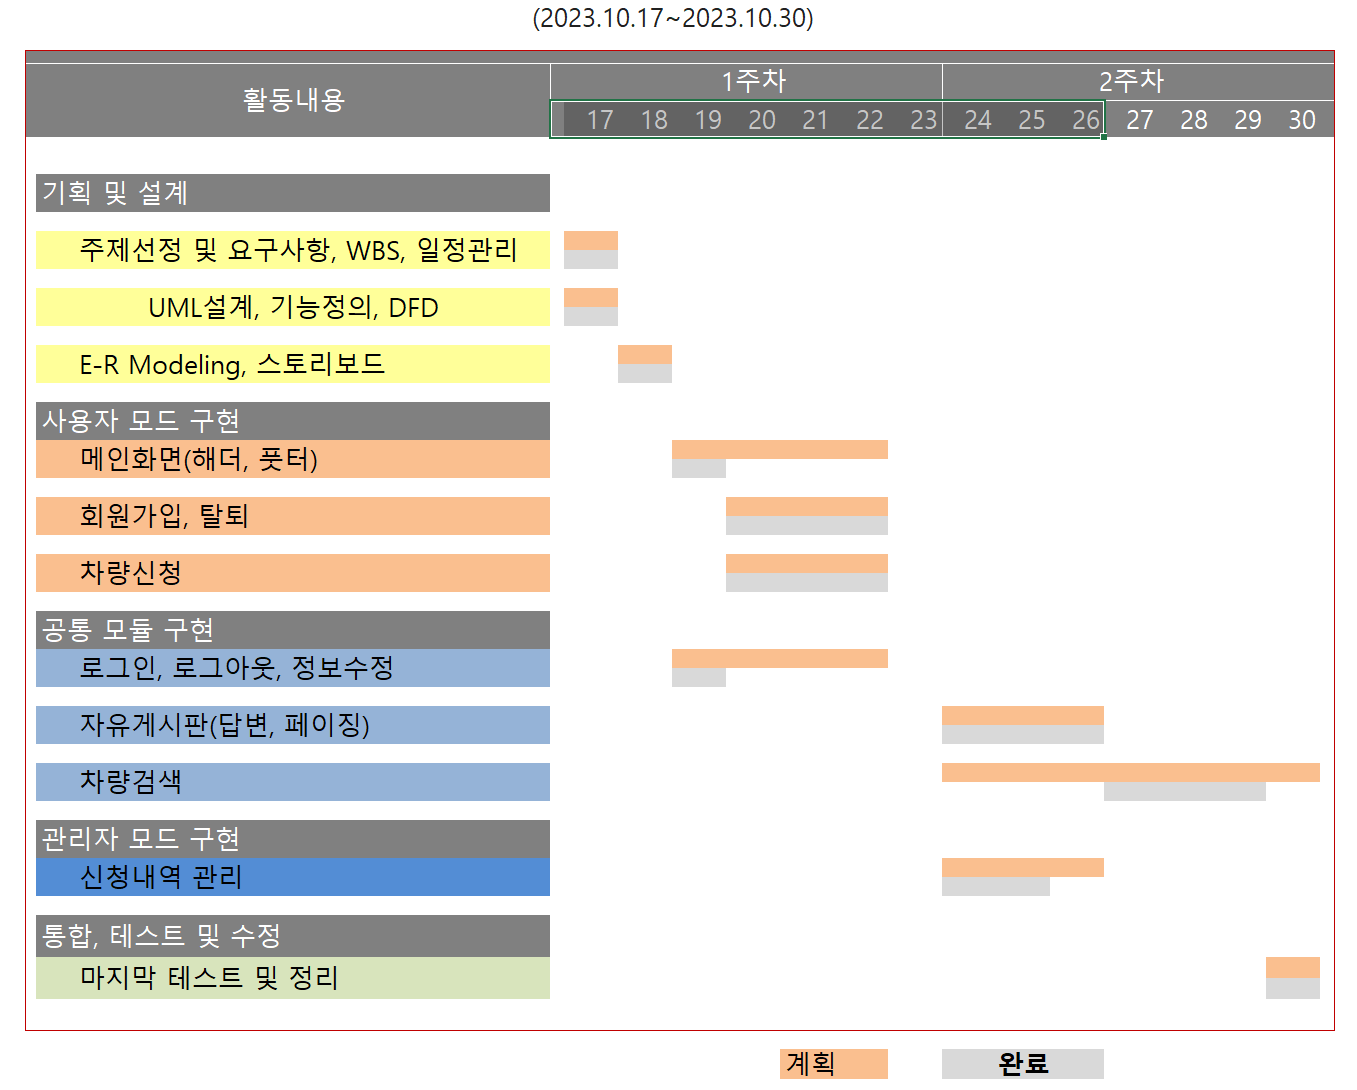 (2023.10.17~2023.10.30)
활동내용
1주차 2주차
17 18 19 20 21 22 23 24 25 26 27 28 29 30
기획 및 설계
주제선정 및 요구사항, WBS, 일정관리
UML설계, 기능정의, DFD
E-R Modeling, 스토리보드
사용자 모드 구현
메인화면(해더, 풋터)
회원가입, 탈퇴
차량신청
공통 모듈 구현
로그인, 로그아웃, 정보수정
자유게시판(답변, 페이징)
차량검색
관리자 모드 구현
신청내역 관리
통합, 테스트 및 수정
마지막 테스트 및 정리
계획 완료